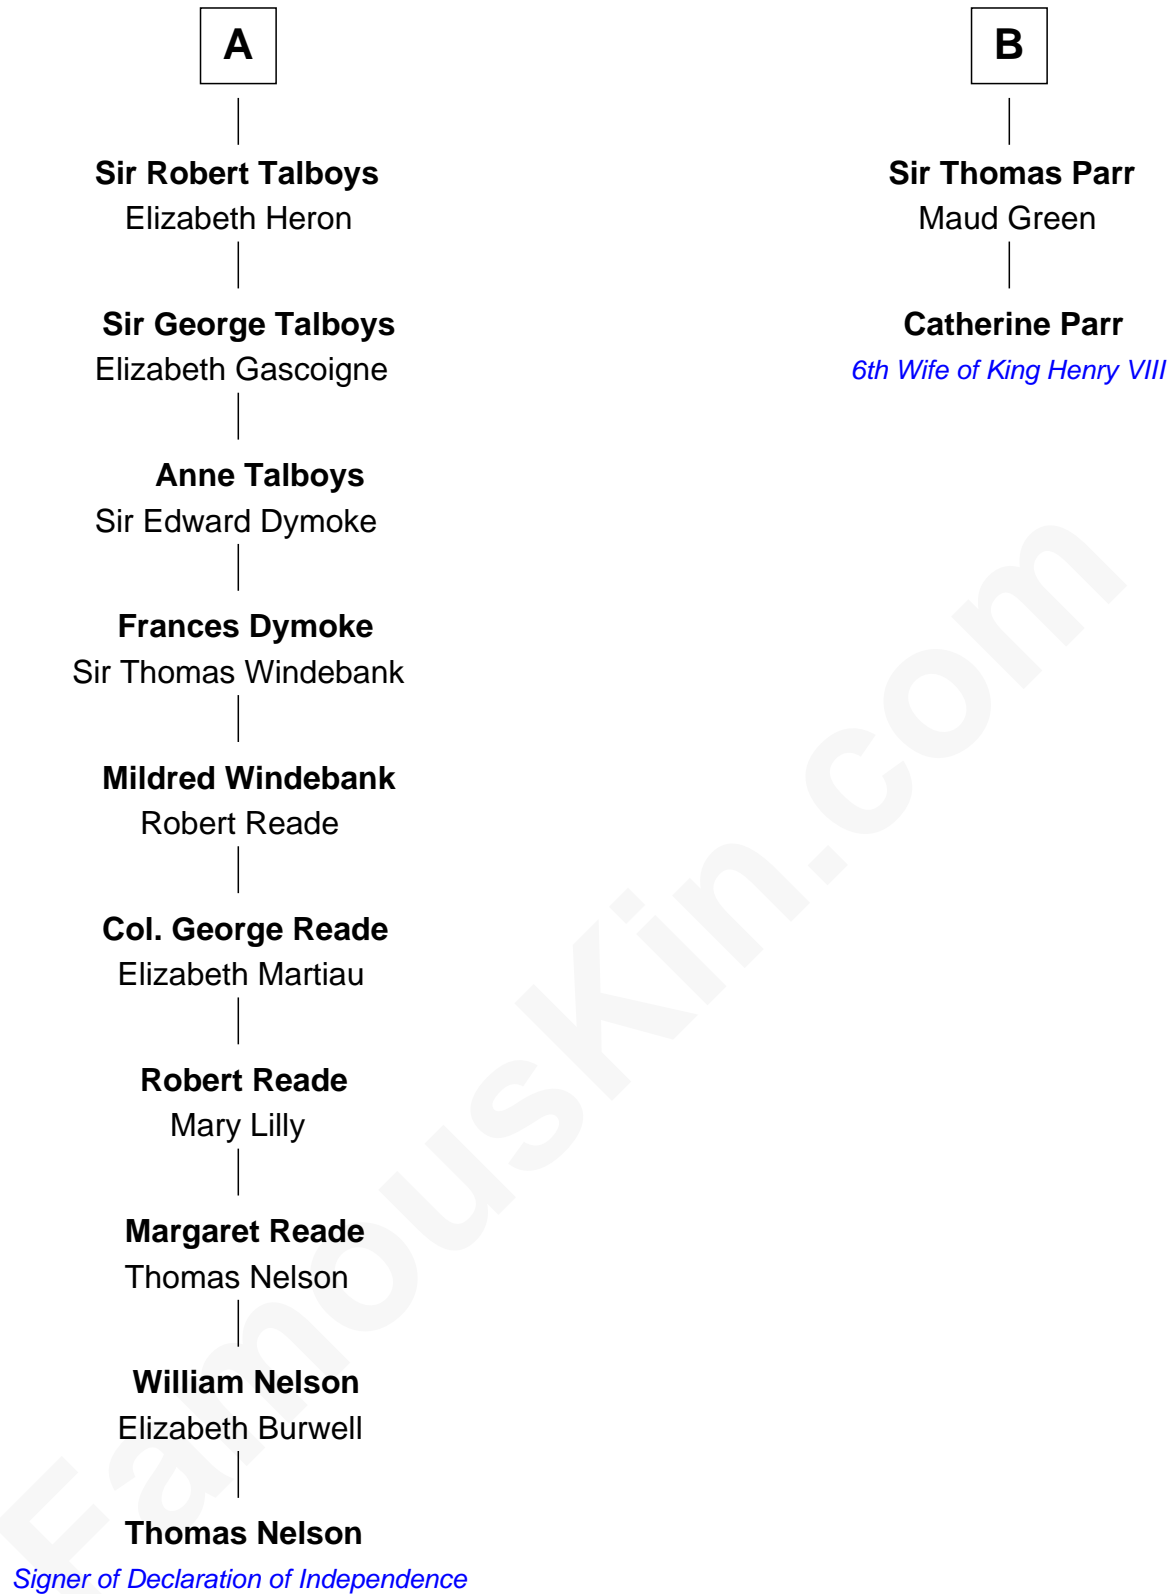 A
Sir Robert Talboys
Elizabeth Heron
Sir George Talboys
Elizabeth Gascoigne
Anne Talboys
Sir Edward Dymoke
Frances Dymoke
Sir Thomas Windebank
Mildred Windebank
Robert Reade
Col. George Reade
Elizabeth Martiau
Robert Reade
Mary Lilly
Margaret Reade
Thomas Nelson
William Nelson
Elizabeth Burwell
Thomas Nelson
Signer of Declaration of Independence
B
Sir Thomas Parr
Maud Green
Catherine Parr
6th Wife of King Henry VIII
FamousKin.com